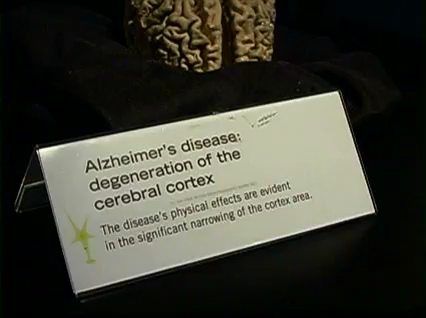 Alzheimer's disease:
degeneration of the
cerebral cortex
The disease's physical effects are evident
in the significant narrowing of the cortex area.